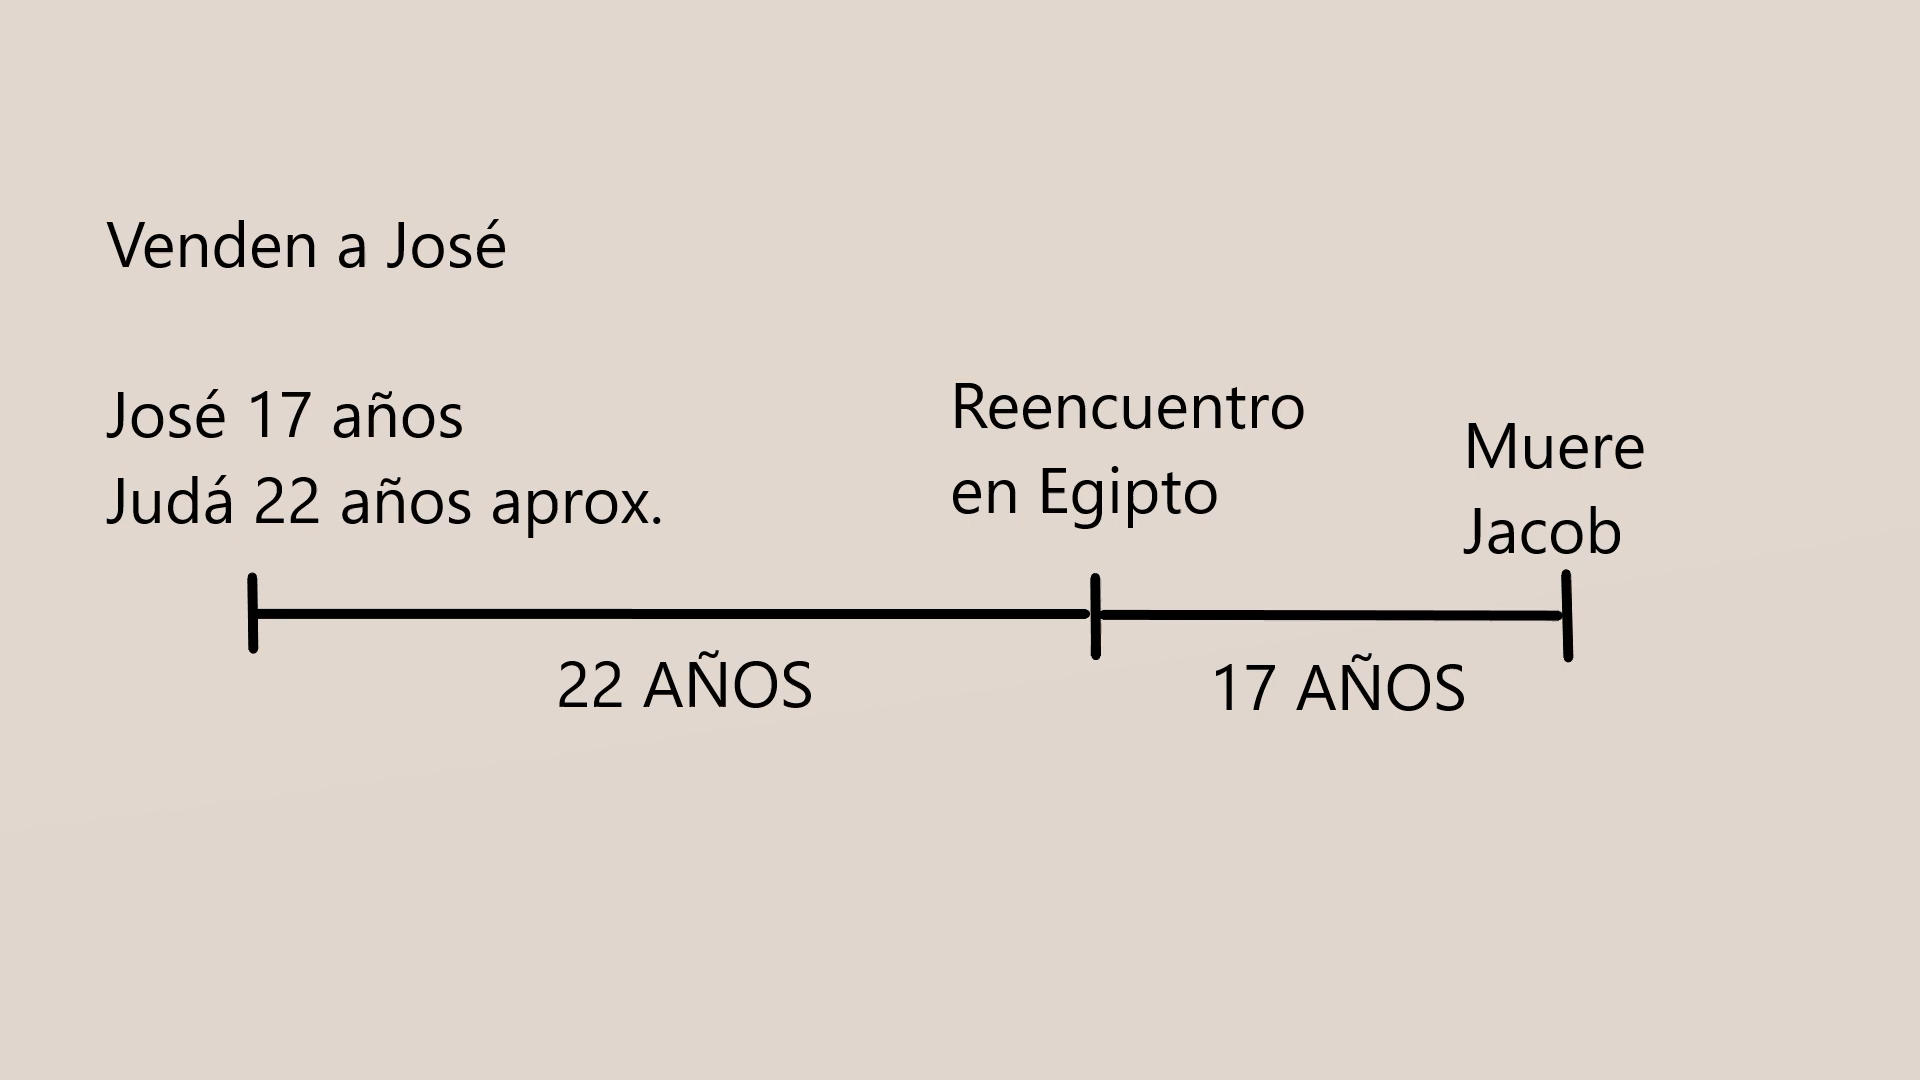 Venden a José
José 17 años
Judá 22 años aprox.
Reencuentro
en Egipto
Muere
Jacob
22 AÑOS
17 AÑOS